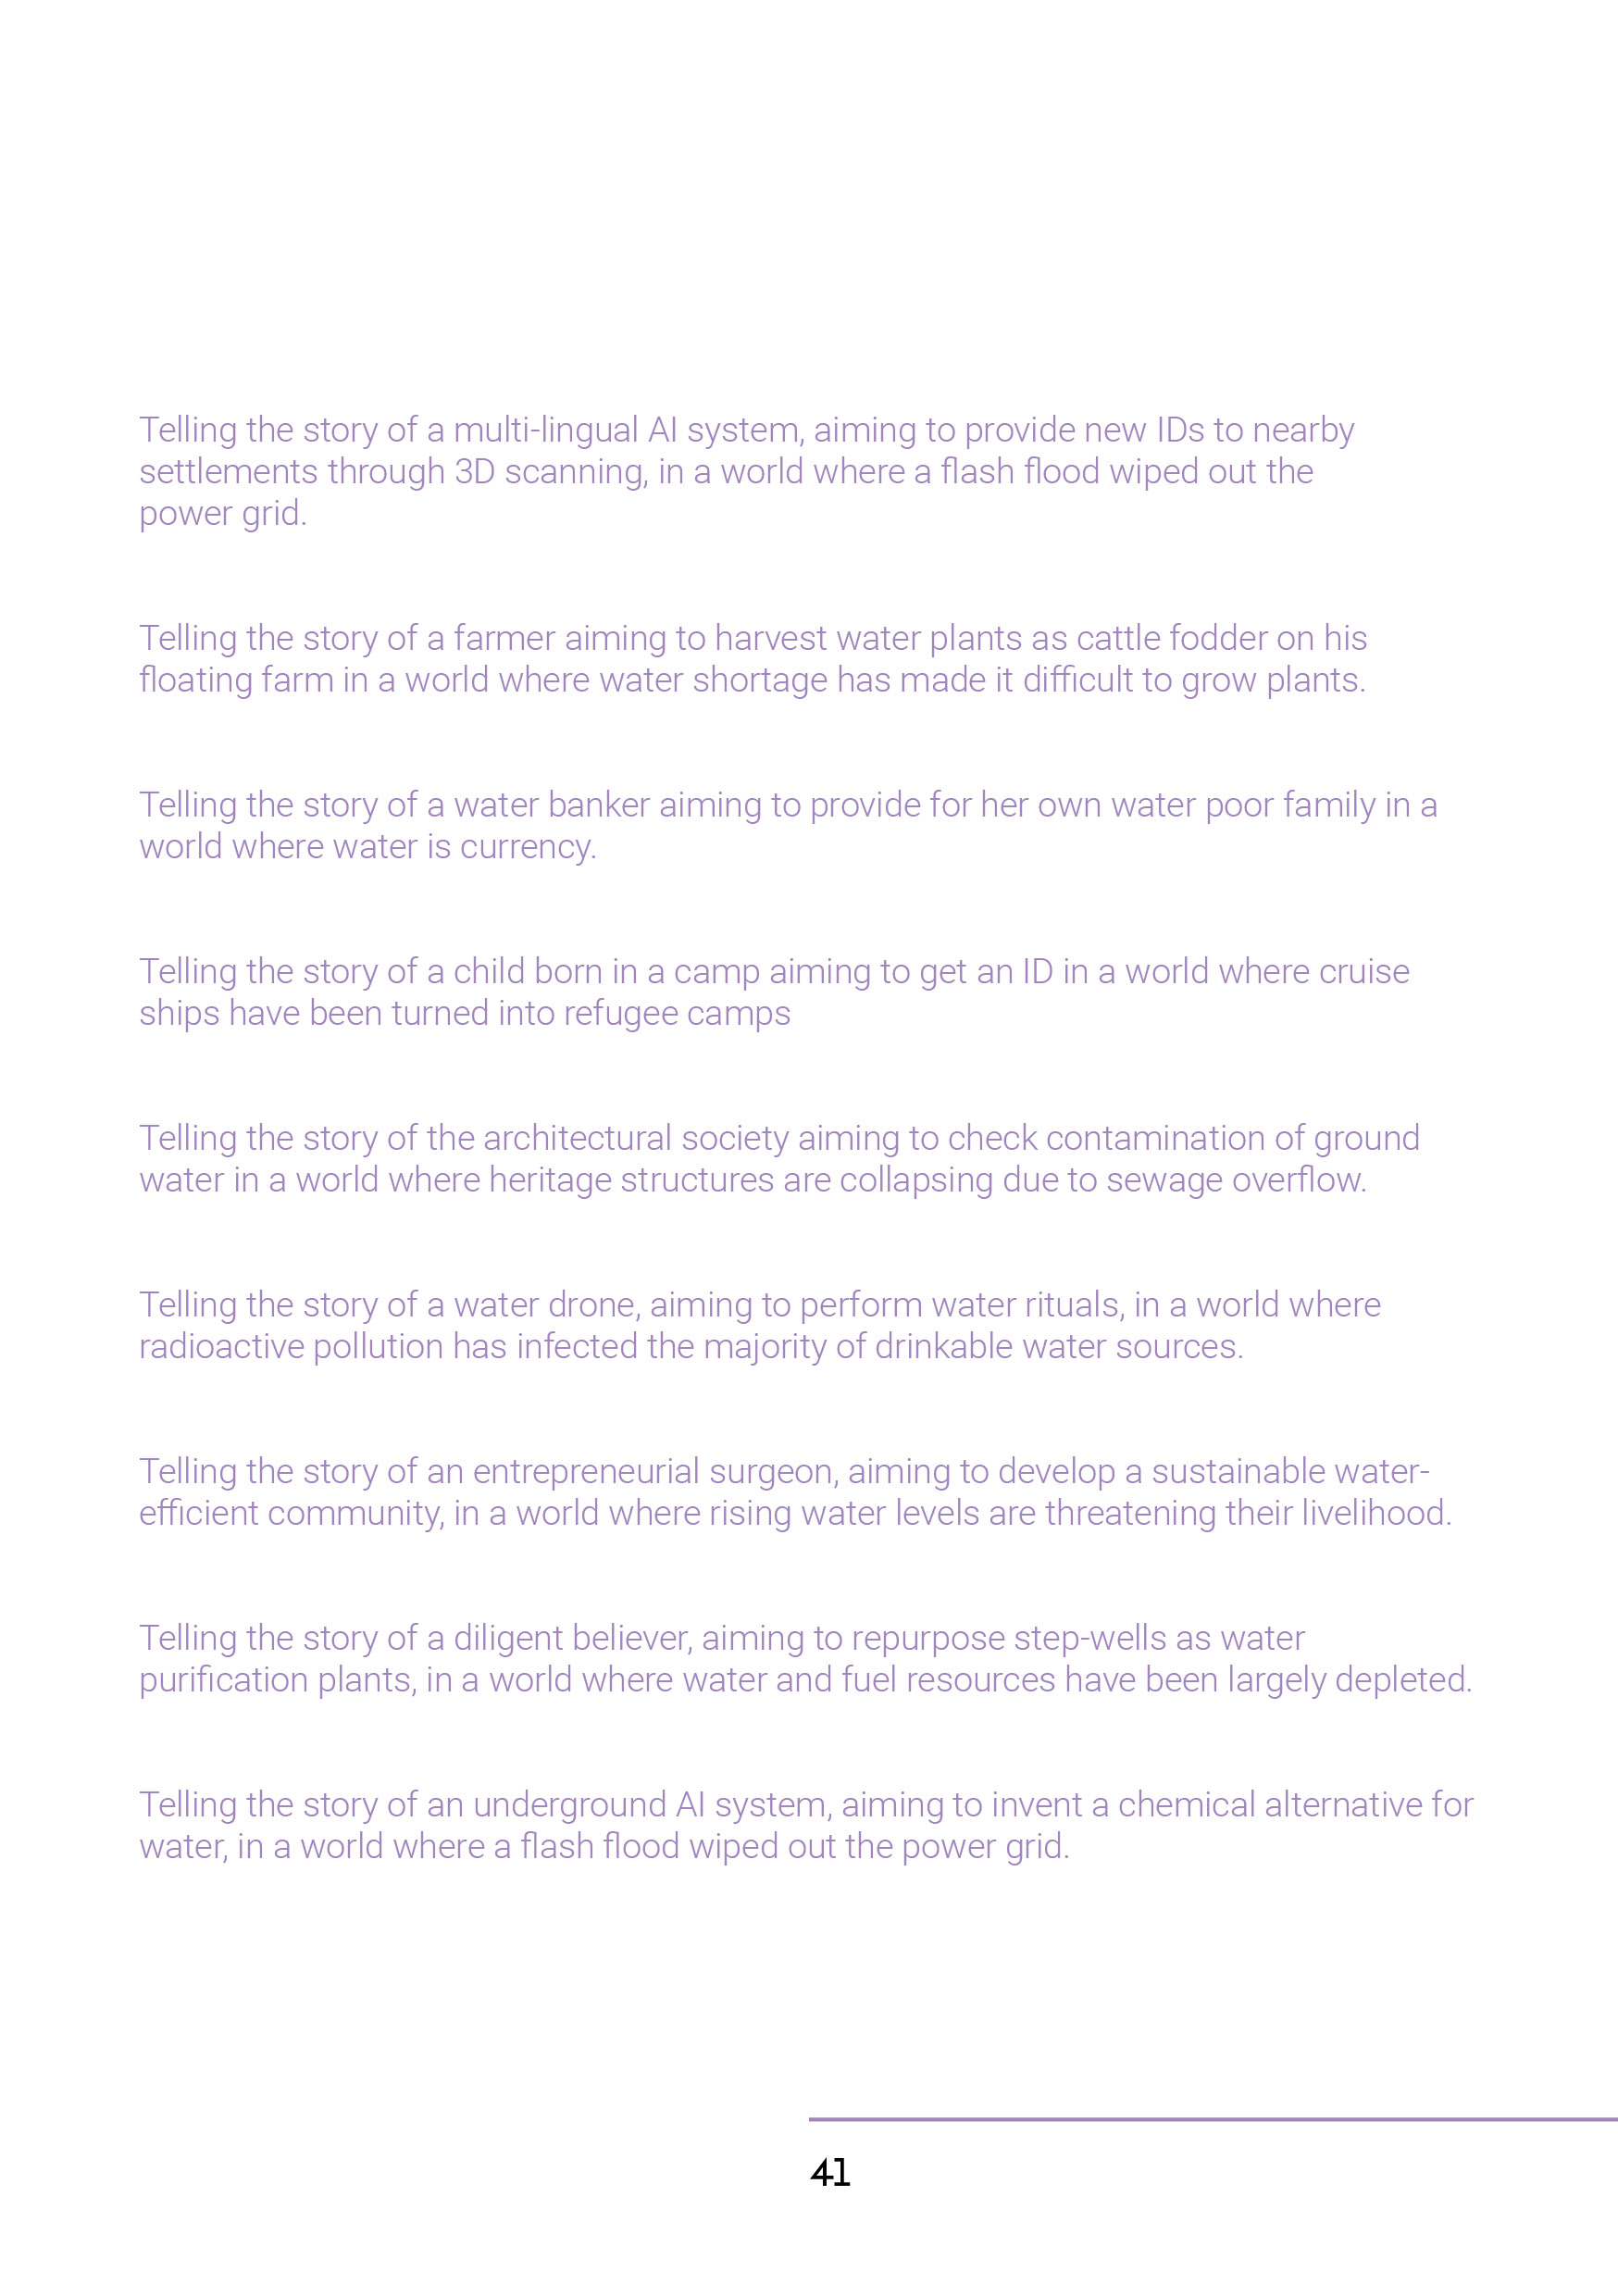 Telling the story of a multi-lingual AI system, aiming to provide new IDs to nearby
settlements through 3D scanning, in a world where a flash flood wiped out the
power grid.
Telling the story of a farmer aiming to harvest water plants as cattle fodder on his
floating farm in a world where water shortage has made it difficult to grow plants.
Telling the story of a water banker aiming to provide for her own water poor family in a
world where water is currency.
Telling the story of a child born in a camp aiming to get an ID in a world where cruise
ships have been turned into refugee camps
Telling the story of the architectural society aiming to check contamination of ground
water in a world where heritage structures are collapsing due to sewage overflow.
Telling the story of a water drone, aiming to perform water rituals, in a world where
radioactive pollution has infected the majority of drinkable water sources.
Telling the story of an entrepreneurial surgeon, aiming to develop a sustainable water-
efficient community, in a world where rising water levels are threatening their livelihood.
Telling the story of a diligent believer, aiming to repurpose step-wells as water
purification plants, in a world where water and fuel resources have been largely depleted.
Telling the story of an underground AI system, aiming to invent a chemical alternative for
water, in a world where a flash flood wiped out the power grid.
41